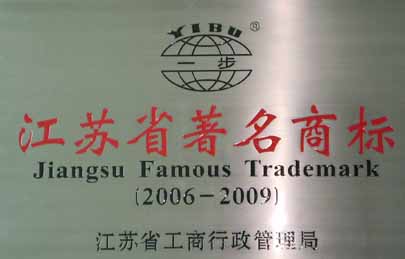 YIBU®
一步
江苏省著名商标
Jiangsu Famous Trademark
(2006-2009)
江苏省工商行政管理局